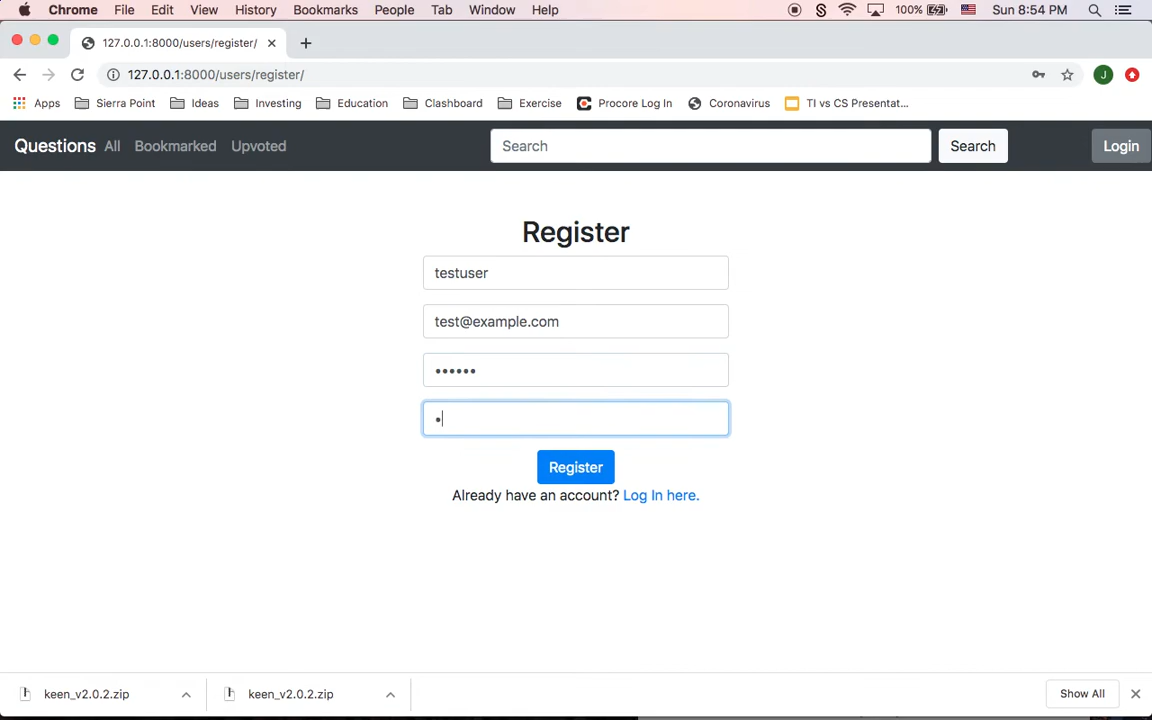 Chrome File Edit View History Bookmarks People Tab Window Help 100% Sun 8:54 PM
127.0.0.1:8000/users/register/
127.0.0.1:8000/users/register/ J
Apps Sierra Point Ideas Investing Education Clashboard Exercise Procore Log In Coronavirus TI vs CS Presentat...
Questions All Bookmarked Upvoted Search Search Login
Register
testuser
test@example.com
••••••
•
Register
Already have an account? Log In here.
keen_v2.0.2.zip keen_v2.0.2.zip Show All